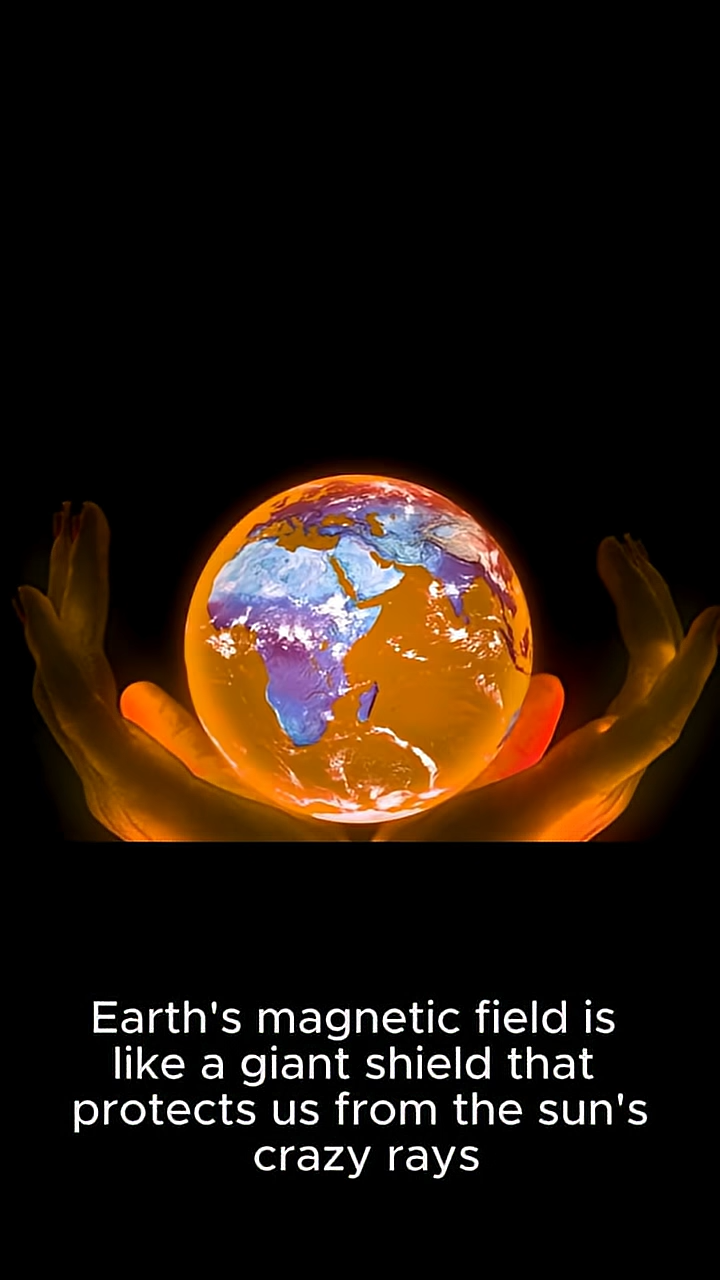 Earth's magnetic field is
like a giant shield that
protects us from the sun's
crazy rays